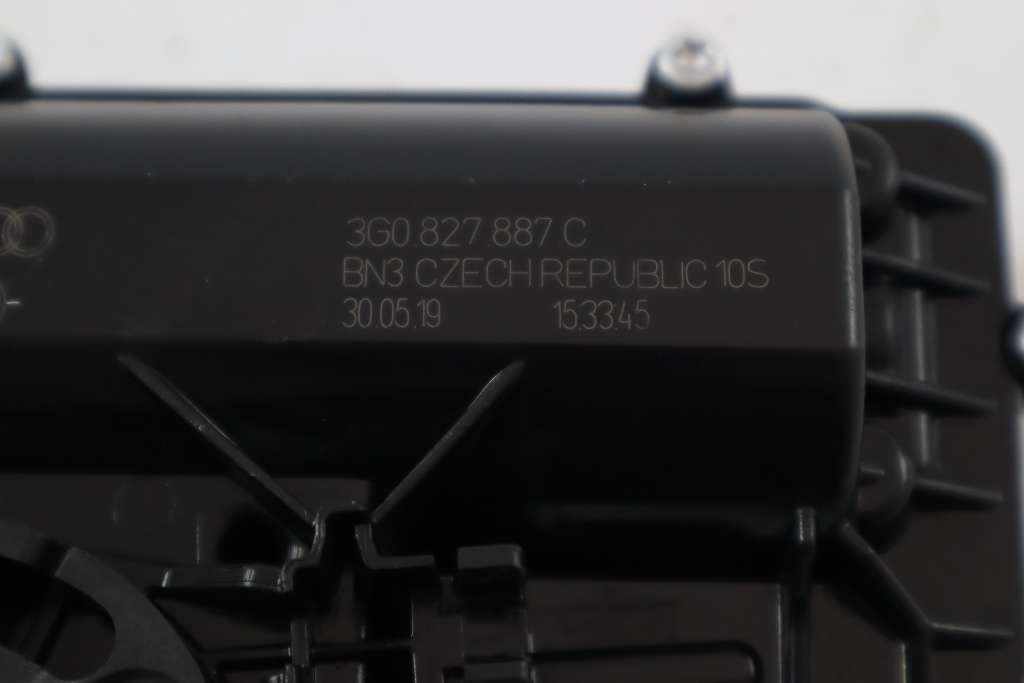 3G0.827.887 C
BN3 CZECH REPUBLIC 10S
30.05.19 15.33.45